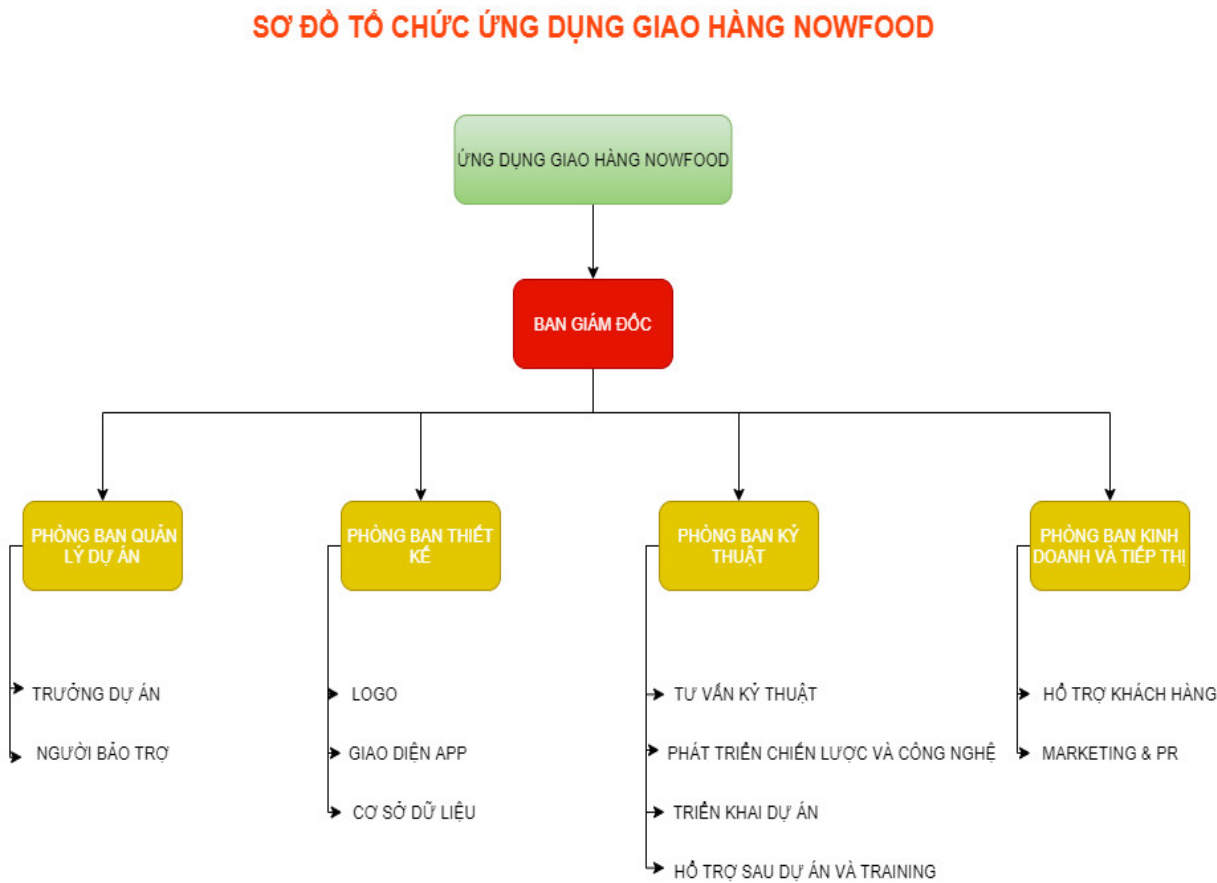 SƠ ĐỒ TỔ CHỨC ỨNG DỤNG GIAO HÀNG NOWFOOD
ỨNG DỤNG GIAO HÀNG NOWFOOD
BAN GIÁM ĐỐC
PHÒNG BAN QUẢN
LÝ DỰ ÁN
PHÒNG BAN THIẾT
KẾ
PHÒNG BAN KỶ
THUẬT
PHÒNG BAN KINH
DOANH VÀ TIẾP THỊ
TRƯỞNG DỰ ÁN
NGƯỜI BẢO TRỢ
LOGO
GIAO DIỆN APP
CƠ SỞ DỮ LIỆU
TƯ VẤN KỶ THUẬT
PHÁT TRIỂN CHIẾN LƯỢC VÀ CÔNG NGHỆ
TRIỂN KHAI DỰ ÁN
HỖ TRỢ SAU DỰ ÁN VÀ TRAINING
HỖ TRỢ KHÁCH HÀNG
MARKETING & PR